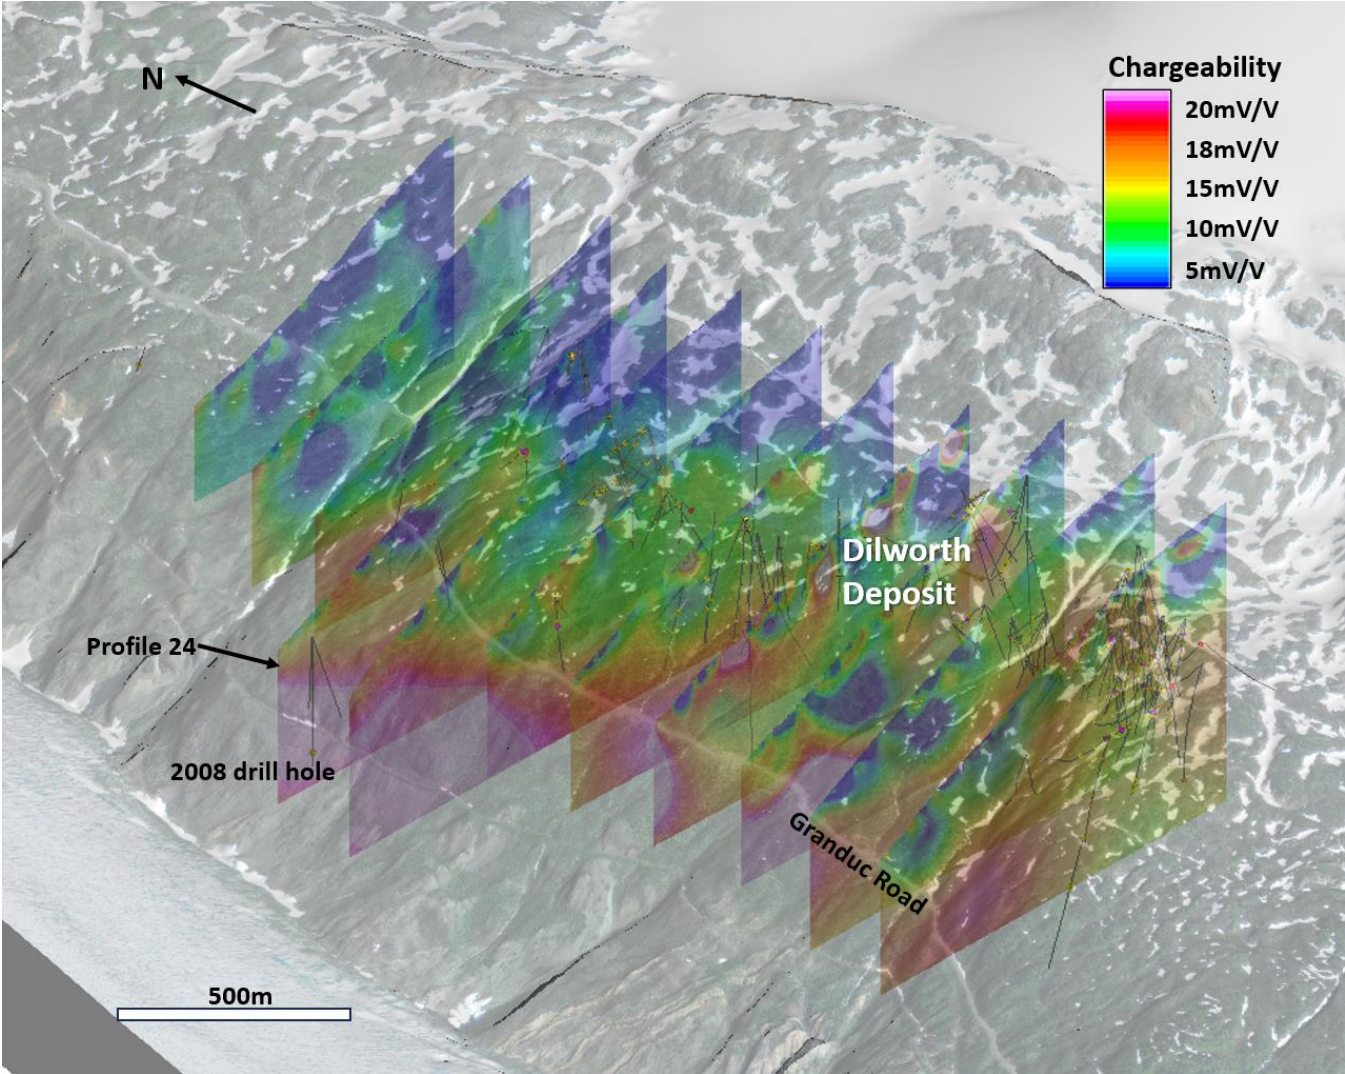 N
Chargeability
20mV/V
18mV/V
15mV/V
10mV/V
5mV/V
Dilworth
Deposit
Profile 24
2008 drill hole
Granduc Road
500m